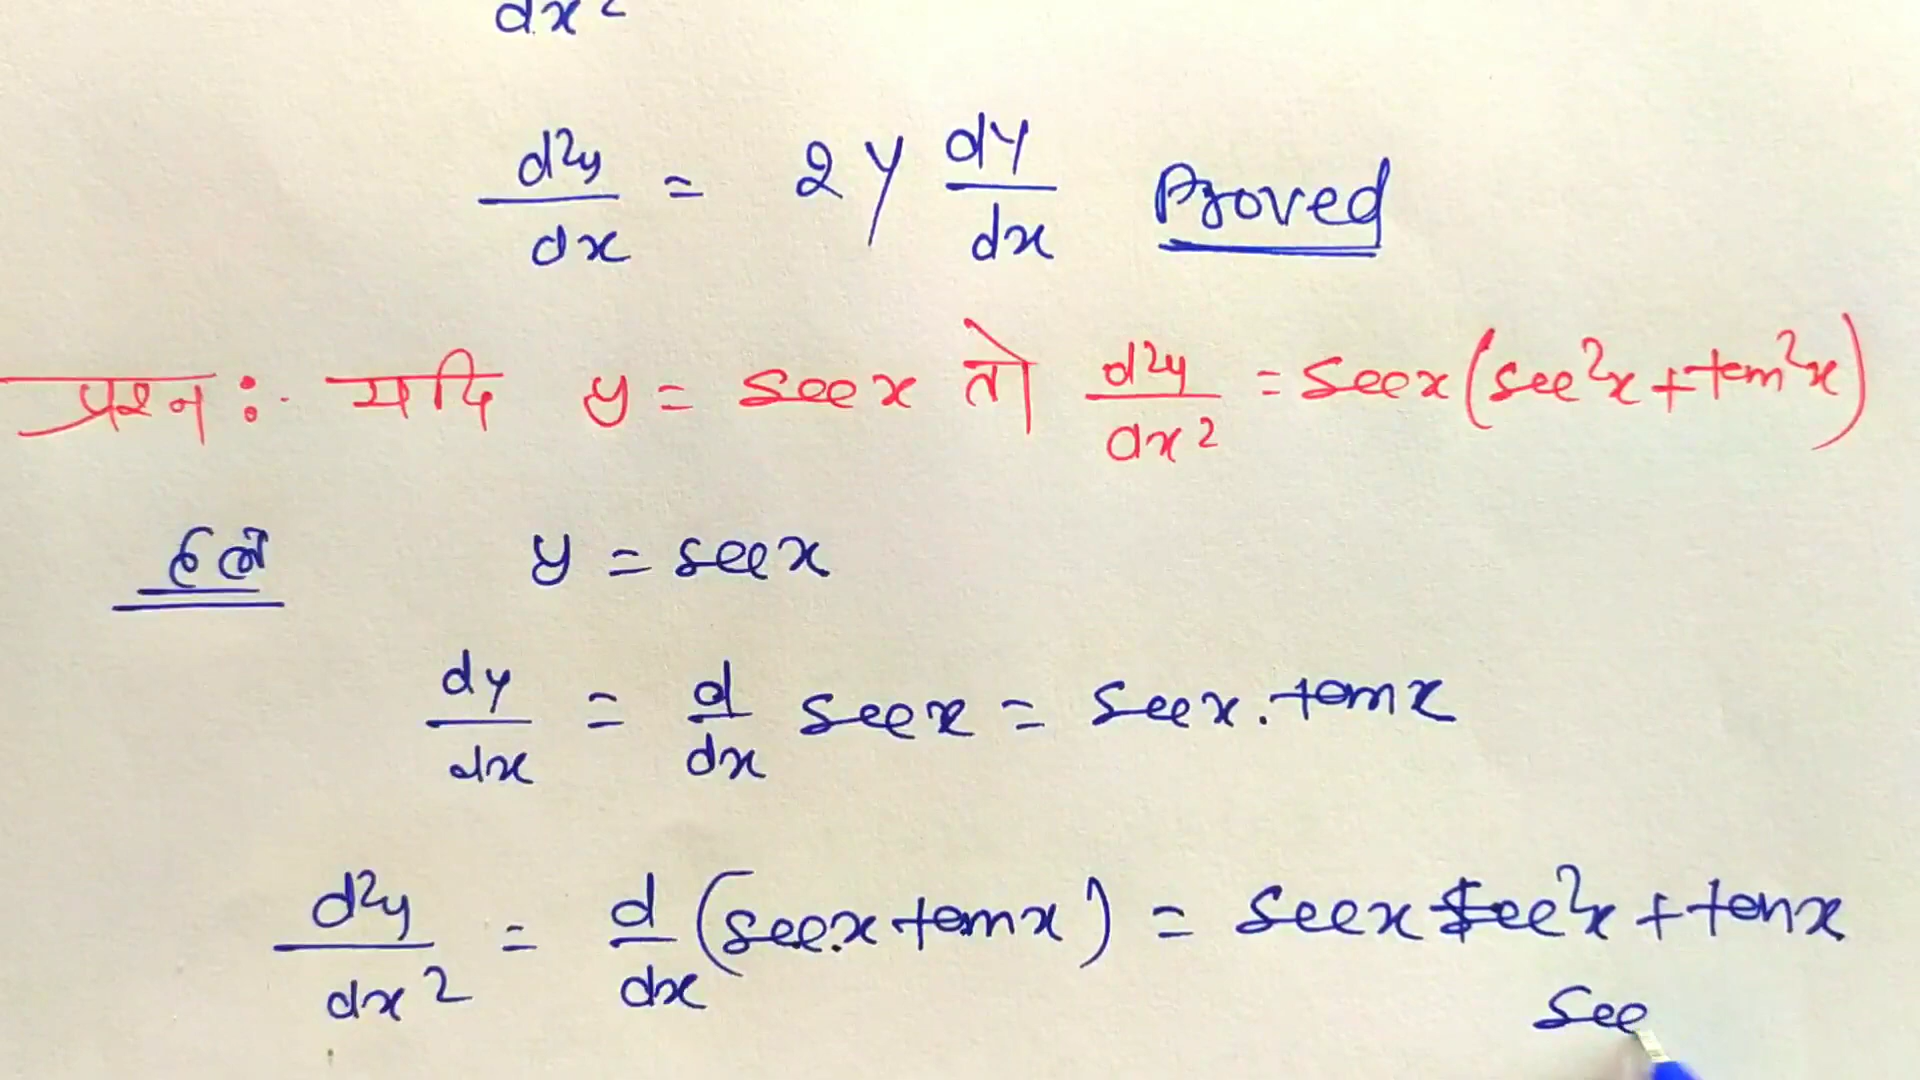 dx²
d²y/dx = 2y dy/dx Proved
प्रश्न :- यदि y = secx तो d²y/dx² = secx(sec²x + tan²x)
हल y = secx
dy/dx = d/dx secx = secx . tanx
d²y/dx² = d/dx (sec.x tanx) = secx sec²x + tanx
sec